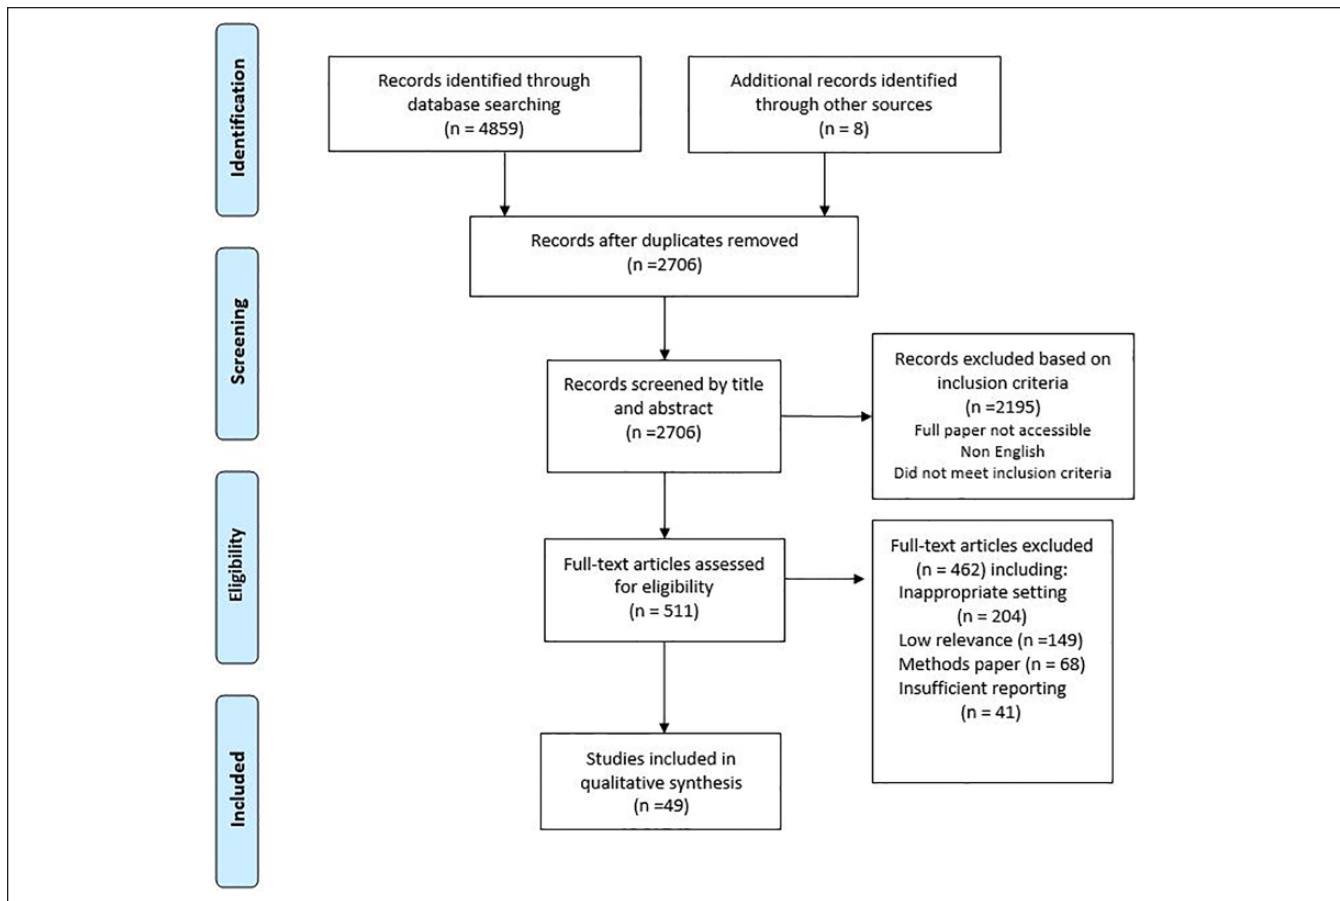 Identification
Records identified through
database searching
(n = 4859)
Additional records identified
through other sources
(n = 8)
Records after duplicates removed
(n =2706)
Screening
Records screened by title
and abstract
(n =2706)
Records excluded based on
inclusion criteria
(n =2195)
Full paper not accessible
Non English
Did not meet inclusion criteria
Eligibility
Full-text articles assessed
for eligibility
(n = 511)
Full-text articles excluded
(n = 462) including:
Inappropriate setting
(n = 204)
Low relevance (n =149)
Methods paper (n = 68)
Insufficient reporting
(n = 41)
Included
Studies included in
qualitative synthesis
(n =49)